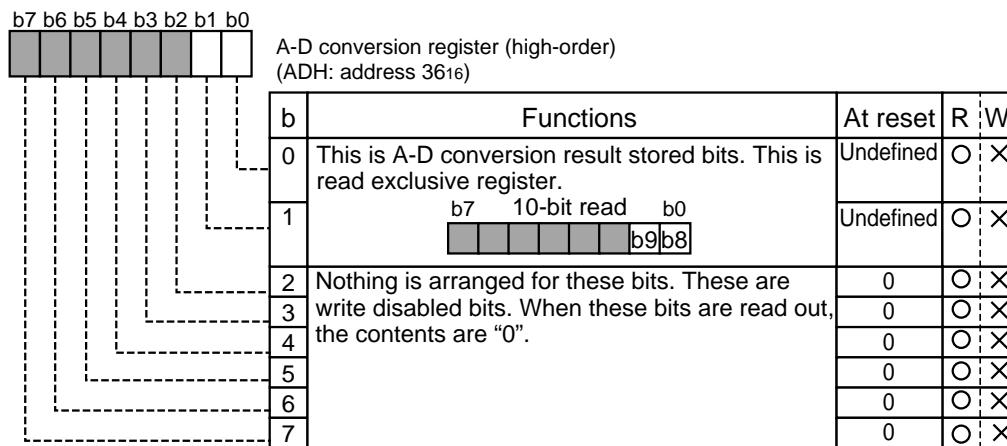 b7 b6 b5 b4 b3 b2 b1 b0
A-D conversion register (high-order)
(ADH: address 36₁₆)
b Functions At reset R W
0 This is A-D conversion result stored bits. This is Undefined O ×
read exclusive register.
b7 10-bit read b0
1 Undefined O ×
b9 b8
2 Nothing is arranged for these bits. These are 0 O ×
3 write disabled bits. When these bits are read out, 0 O ×
4 the contents are “0”. 0 O ×
5 0 O ×
6 0 O ×
7 0 O ×